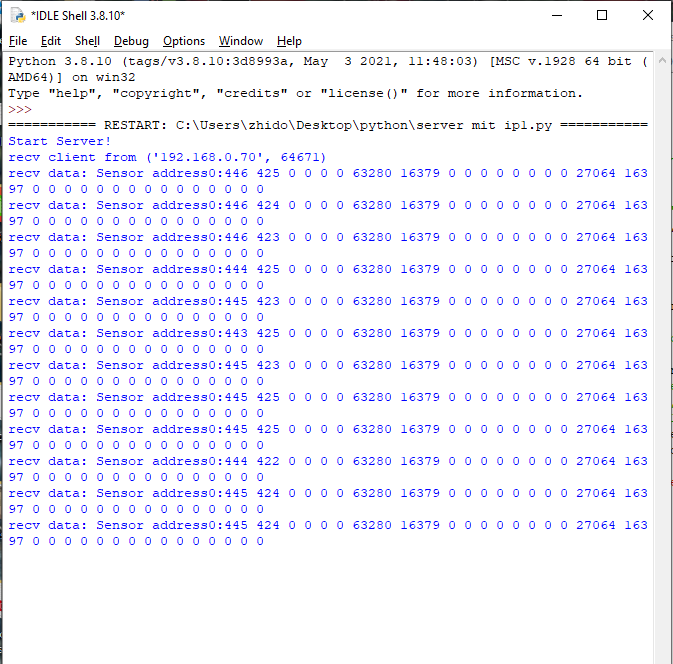 *IDLE Shell 3.8.10*
File Edit Shell Debug Options Window Help
Python 3.8.10 (tags/v3.8.10:3d8993a, May  3 2021, 11:48:03) [MSC v.1928 64 bit (
AMD64)] on win32
Type "help", "copyright", "credits" or "license()" for more information.
>>>
=========== RESTART: C:\Users\zhido\Desktop\python\server mit ip1.py ===========
Start Server!
recv client from ('192.168.0.70', 64671)
recv data: Sensor address0:446 425 0 0 0 0 63280 16379 0 0 0 0 0 0 0 0 27064 163
97 0 0 0 0 0 0 0 0 0 0 0 0 0 0 0
recv data: Sensor address0:446 424 0 0 0 0 63280 16379 0 0 0 0 0 0 0 0 27064 163
97 0 0 0 0 0 0 0 0 0 0 0 0 0 0 0
recv data: Sensor address0:446 423 0 0 0 0 63280 16379 0 0 0 0 0 0 0 0 27064 163
97 0 0 0 0 0 0 0 0 0 0 0 0 0 0 0
recv data: Sensor address0:444 425 0 0 0 0 63280 16379 0 0 0 0 0 0 0 0 27064 163
97 0 0 0 0 0 0 0 0 0 0 0 0 0 0 0
recv data: Sensor address0:445 423 0 0 0 0 63280 16379 0 0 0 0 0 0 0 0 27064 163
97 0 0 0 0 0 0 0 0 0 0 0 0 0 0 0
recv data: Sensor address0:443 425 0 0 0 0 63280 16379 0 0 0 0 0 0 0 0 27064 163
97 0 0 0 0 0 0 0 0 0 0 0 0 0 0 0
recv data: Sensor address0:445 423 0 0 0 0 63280 16379 0 0 0 0 0 0 0 0 27064 163
97 0 0 0 0 0 0 0 0 0 0 0 0 0 0 0
recv data: Sensor address0:445 425 0 0 0 0 63280 16379 0 0 0 0 0 0 0 0 27064 163
97 0 0 0 0 0 0 0 0 0 0 0 0 0 0 0
recv data: Sensor address0:445 425 0 0 0 0 63280 16379 0 0 0 0 0 0 0 0 27064 163
97 0 0 0 0 0 0 0 0 0 0 0 0 0 0 0
recv data: Sensor address0:444 422 0 0 0 0 63280 16379 0 0 0 0 0 0 0 0 27064 163
97 0 0 0 0 0 0 0 0 0 0 0 0 0 0 0
recv data: Sensor address0:445 424 0 0 0 0 63280 16379 0 0 0 0 0 0 0 0 27064 163
97 0 0 0 0 0 0 0 0 0 0 0 0 0 0 0
recv data: Sensor address0:445 424 0 0 0 0 63280 16379 0 0 0 0 0 0 0 0 27064 163
97 0 0 0 0 0 0 0 0 0 0 0 0 0 0 0